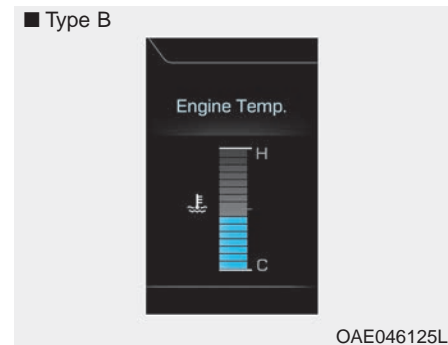 ■ Type B
Engine Temp.
H
C
OAE046125L